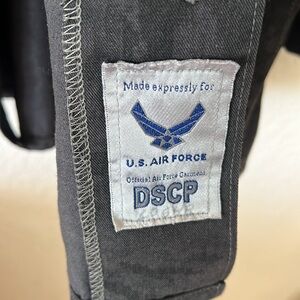 Made expressly for
U.S. AIR FORCE
Official Air Force Garment
DSCP